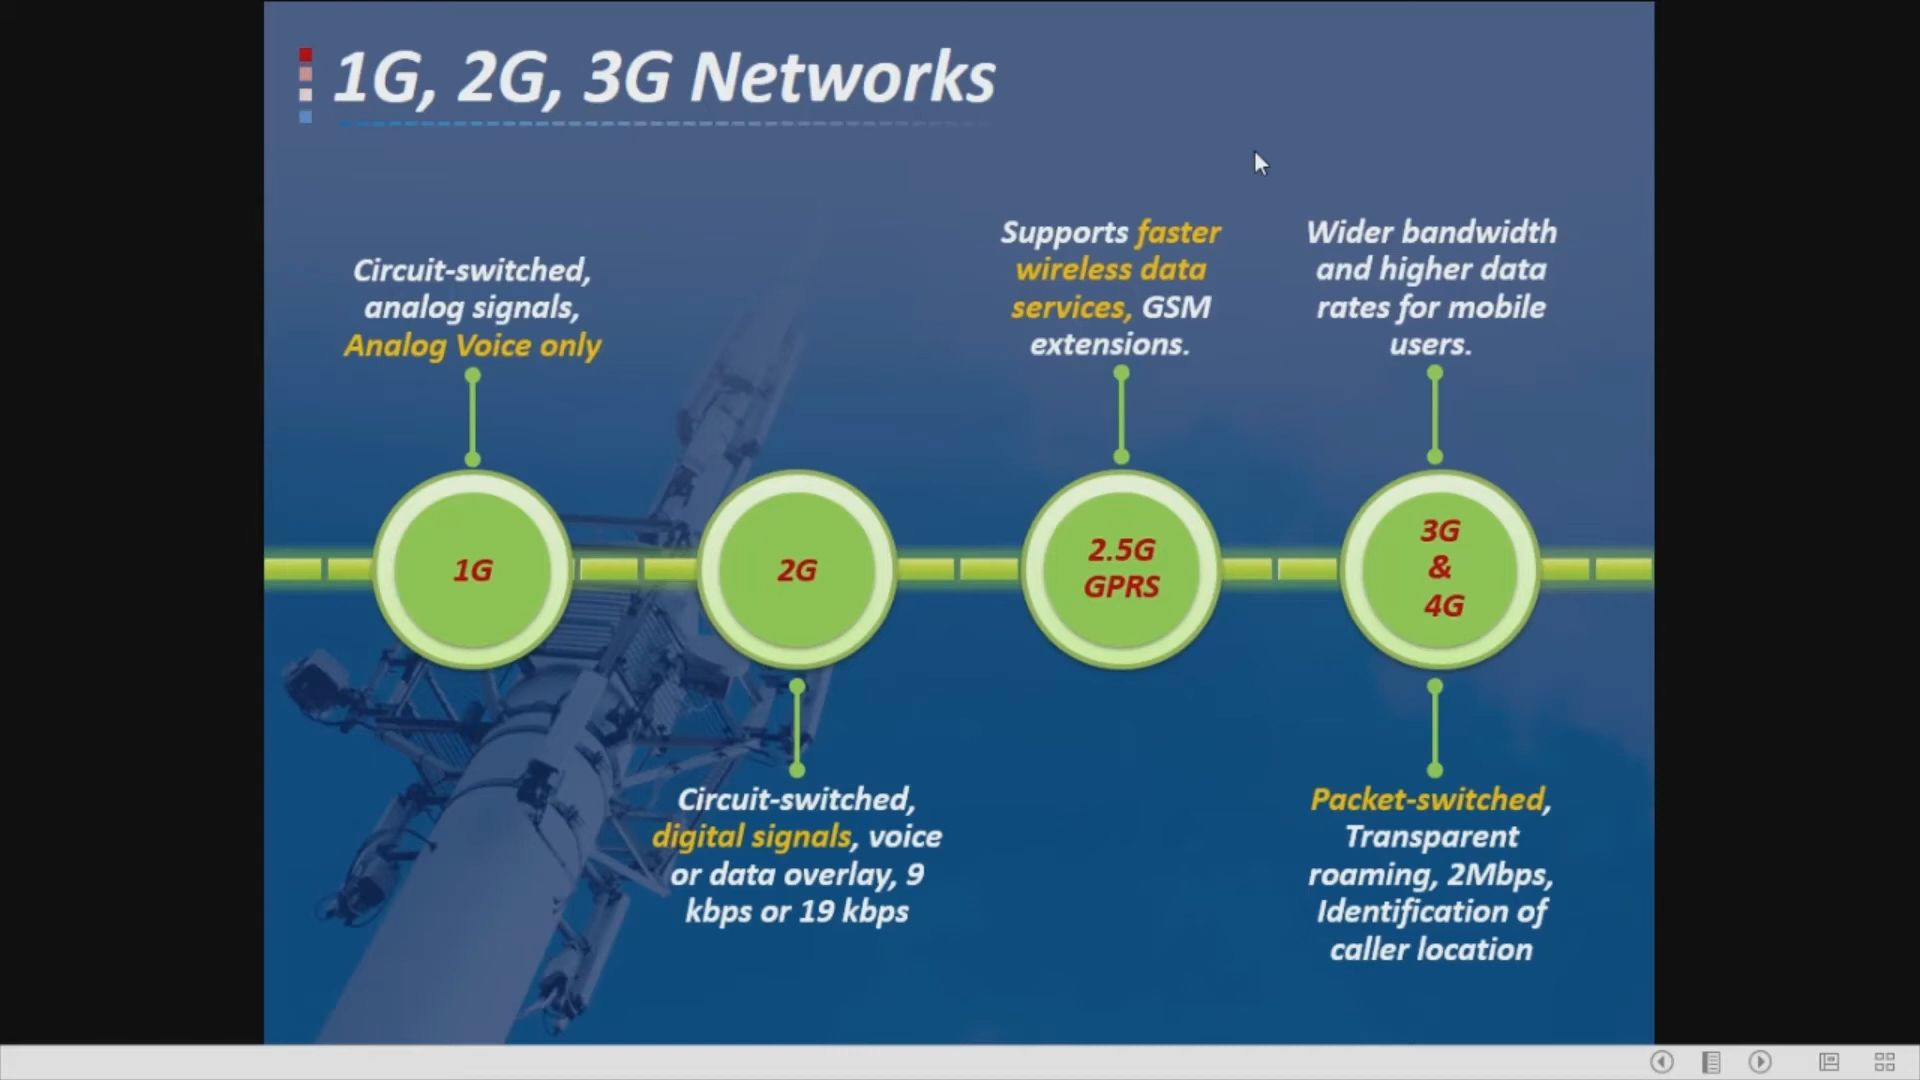 1G, 2G, 3G Networks
Circuit-switched,
analog signals,
Analog Voice only
1G
2G
Circuit-switched,
digital signals, voice
or data overlay, 9
kbps or 19 kbps
Supports faster
wireless data
services, GSM
extensions.
2.5G
GPRS
Wider bandwidth
and higher data
rates for mobile
users.
3G
&
4G
Packet-switched,
Transparent
roaming, 2Mbps,
Identification of
caller location